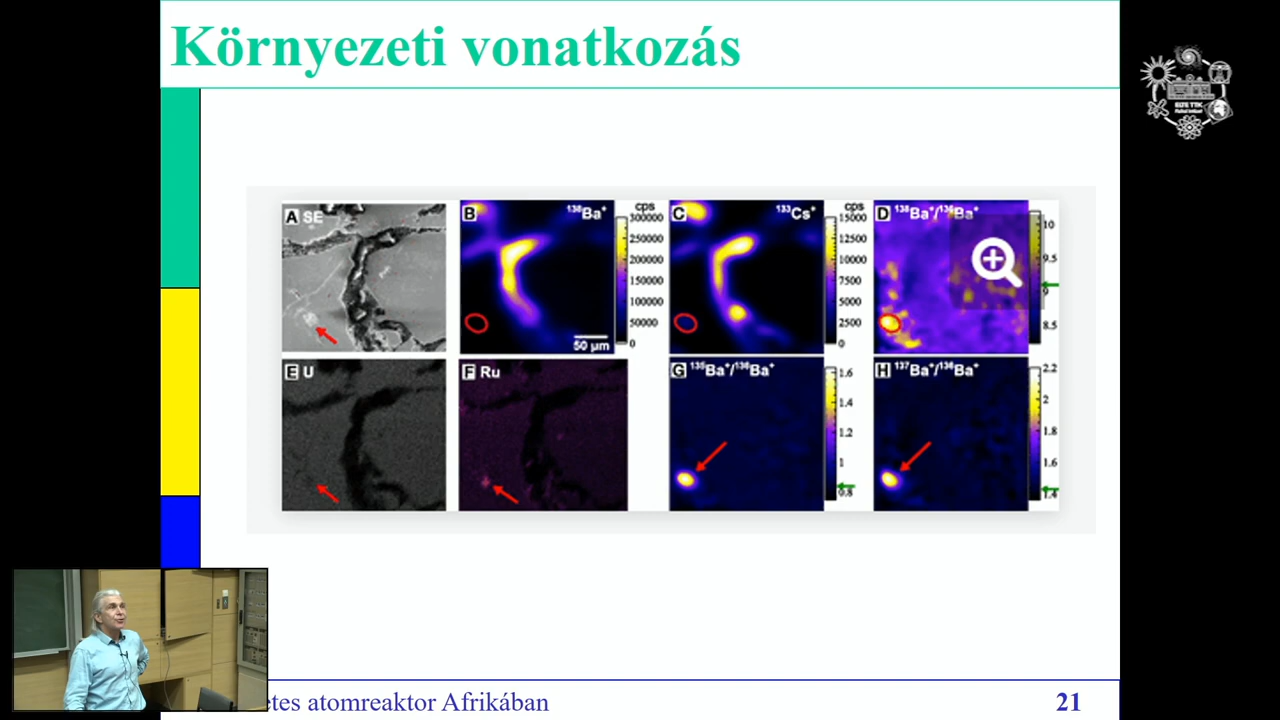 Környezeti vonatkozás
ELTE TTK
A SE
B 138Ba+
cps
300000
250000
200000
150000
100000
50000
0
50 µm
C 133Cs+
cps
15000
12500
10000
7500
5000
2500
0
D 138Ba+/136Ba+
10
9.5
9
8.5
E U
F Ru
G 135Ba+/136Ba+
1.6
1.4
1.2
1
0.8
H 137Ba+/136Ba+
2.2
2
1.8
1.6
1.4
etes atomreaktor Afrikában
21